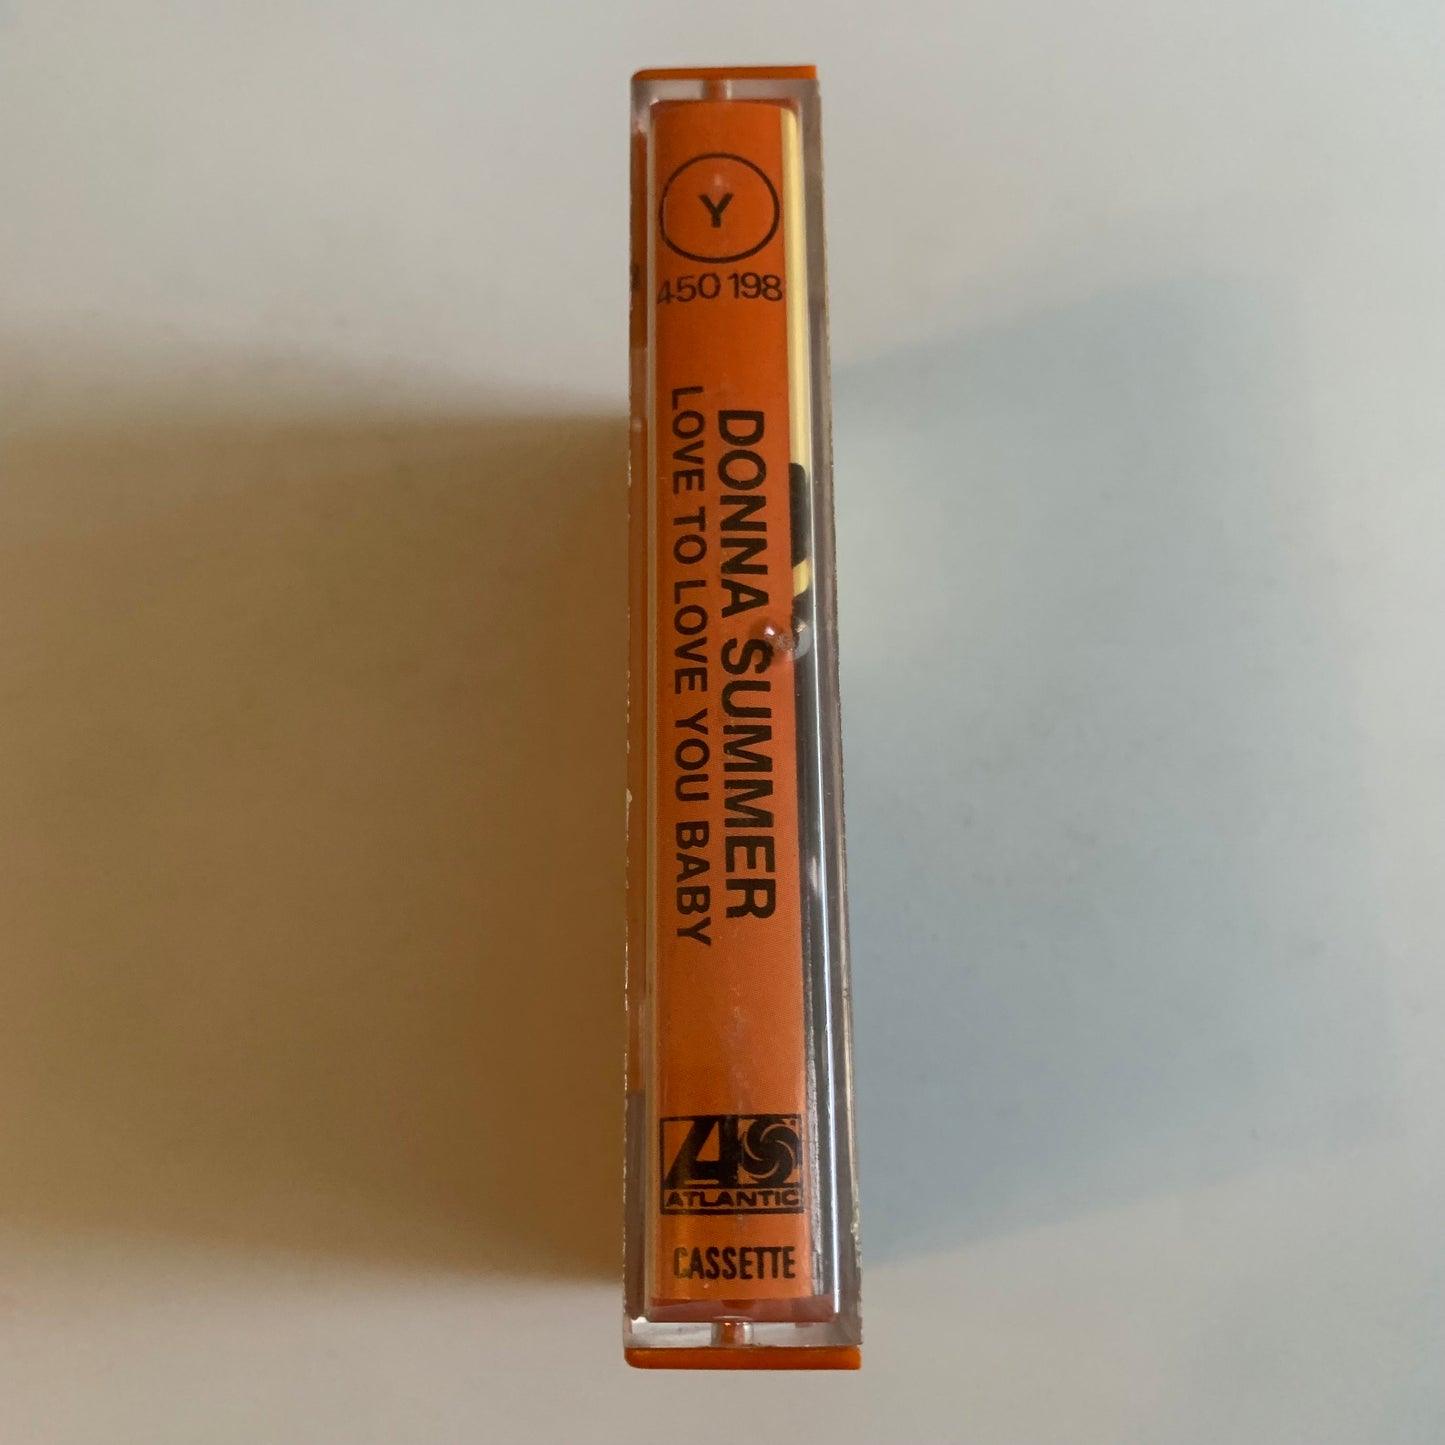 Y
450 198
DONNA SUMMER
LOVE TO LOVE YOU BABY
ATLANTIC
CASSETTE